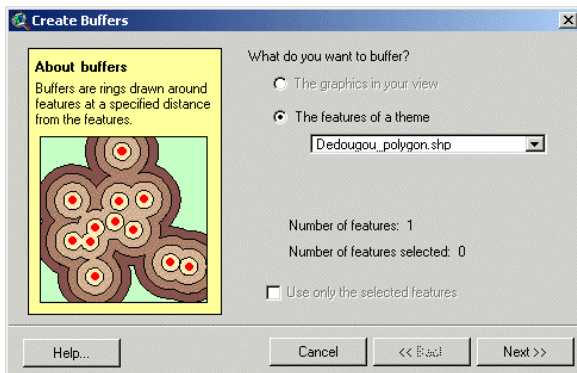 Create Buffers
About buffers
Buffers are rings drawn around
features at a specified distance
from the features.
What do you want to buffer?
The graphics in your view
The features of a theme
Dedougou_polygon.shp
Number of features: 1
Number of features selected: 0
Use only the selected features
Help...
Cancel
<< Back
Next >>